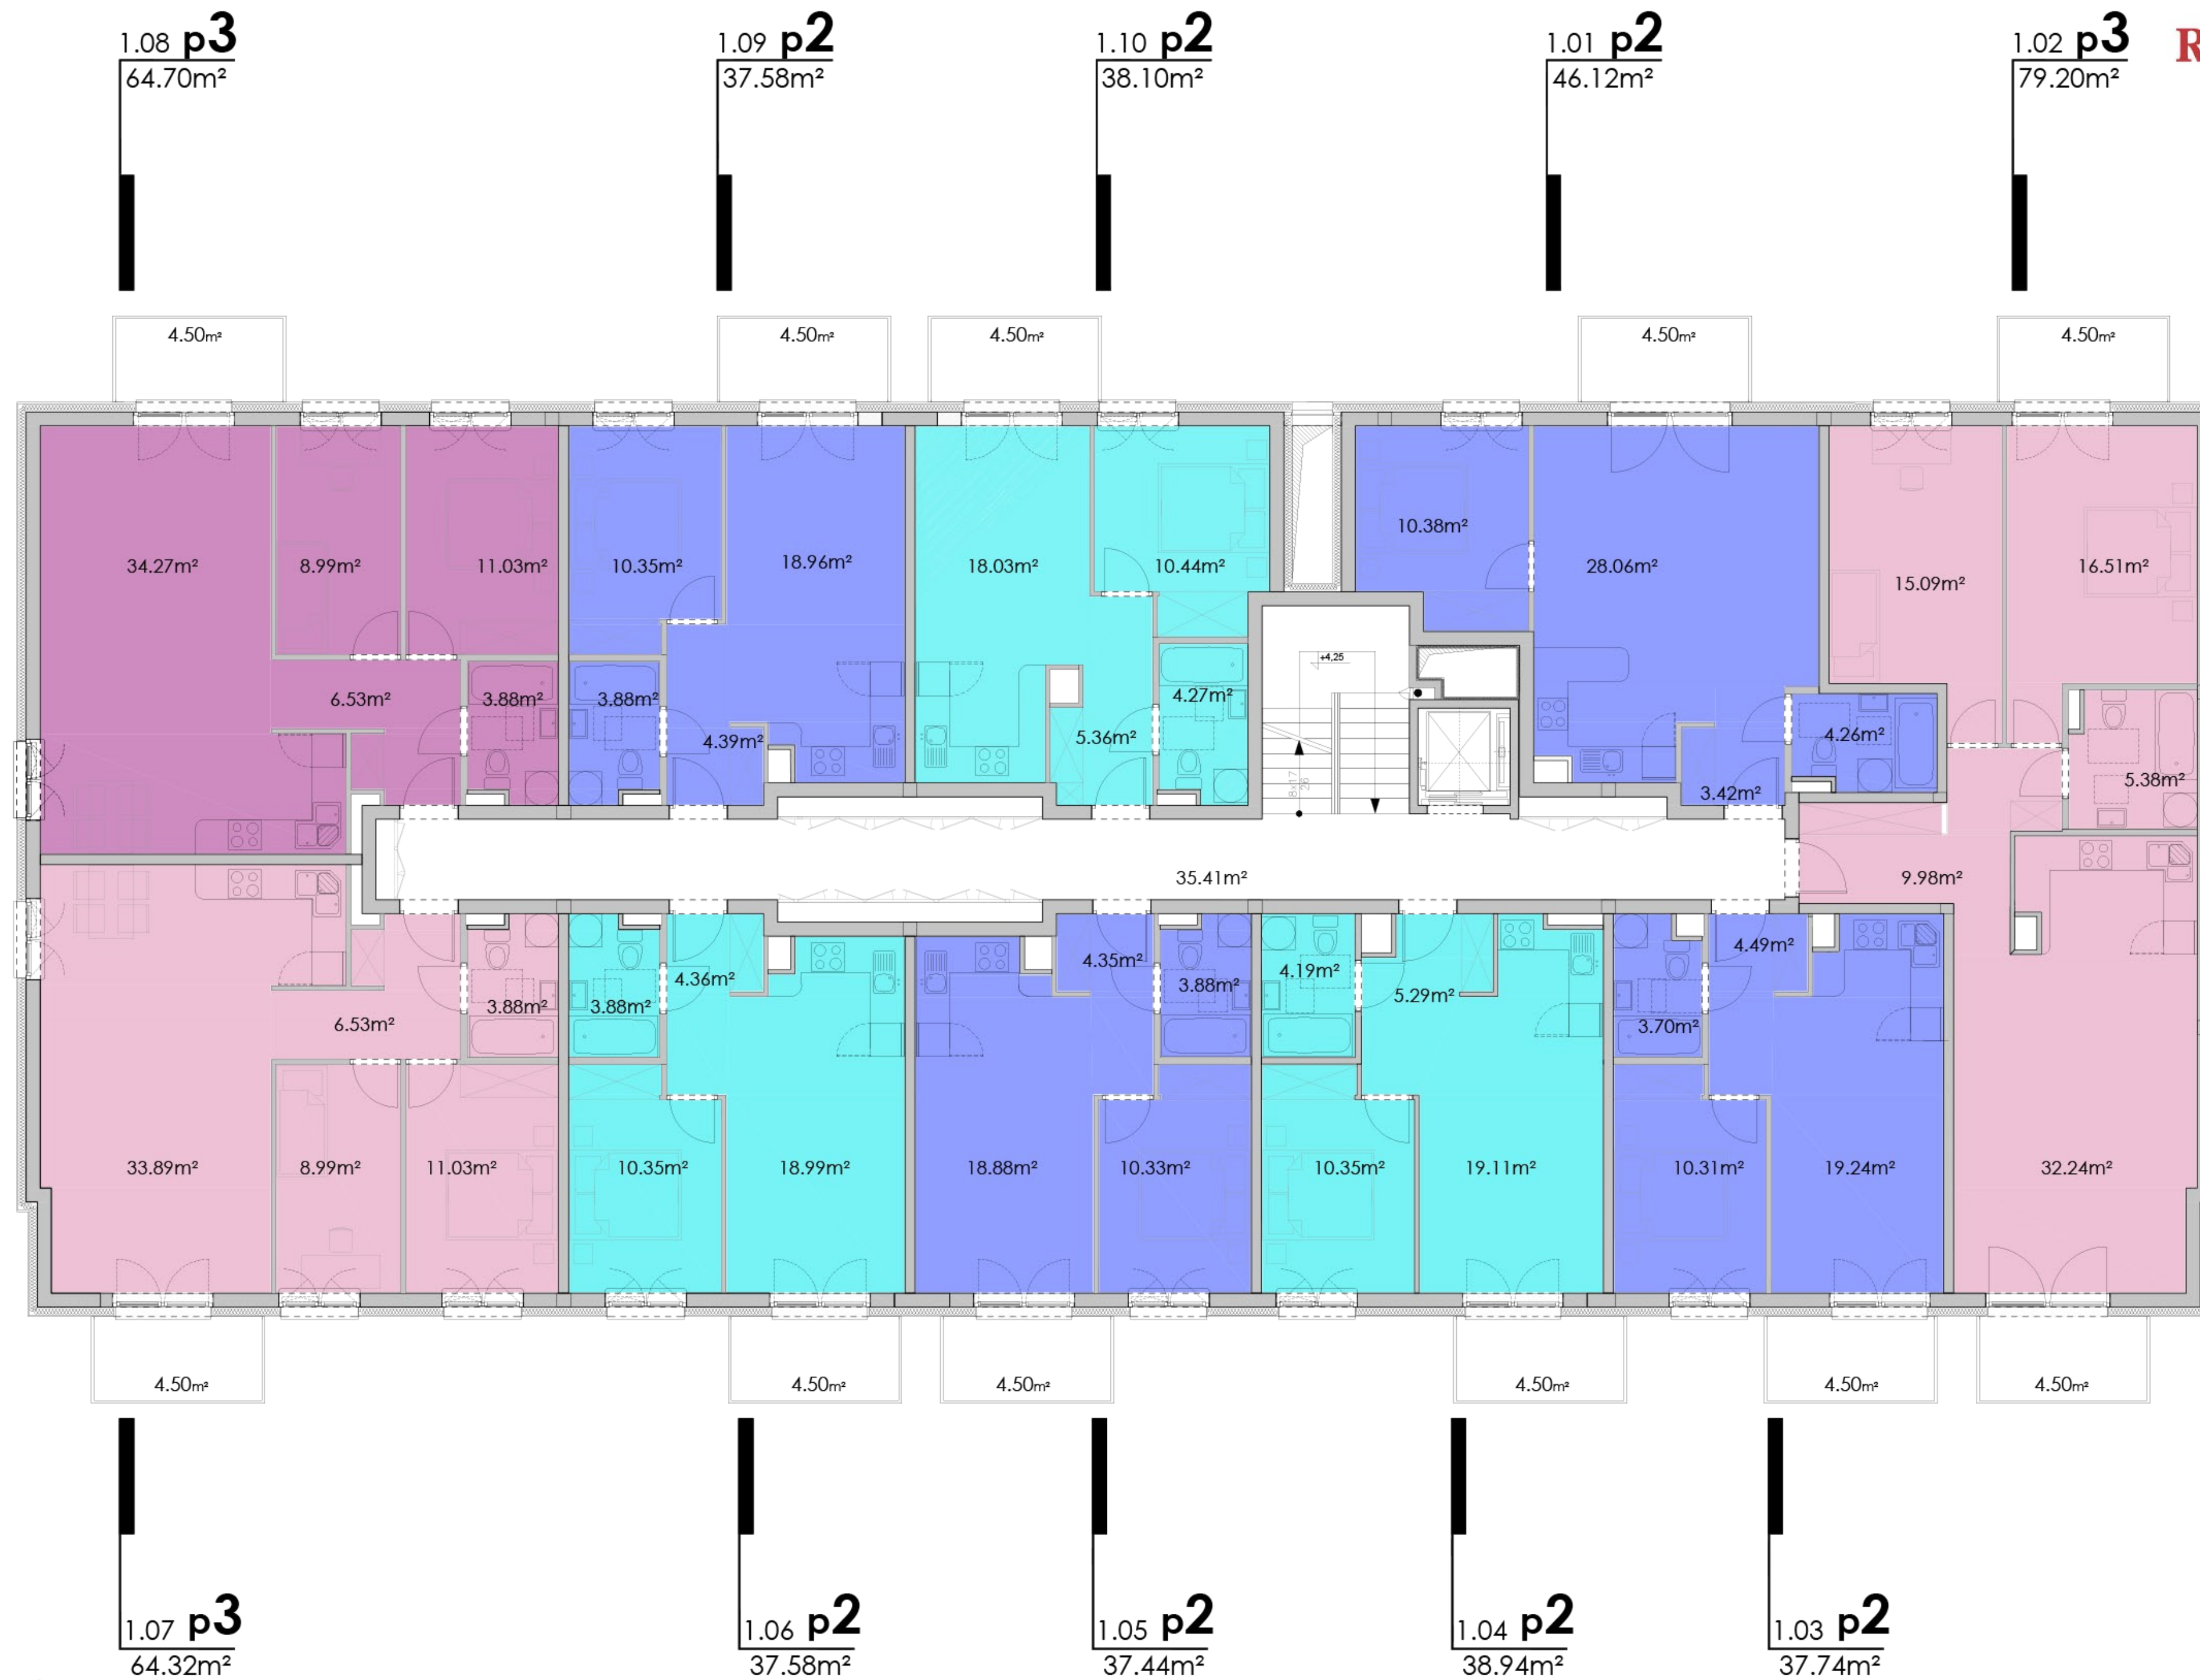 1.08 p3
64.70m²
1.09 p2
37.58m²
1.10 p2
38.10m²
1.01 p2
46.12m²
1.02 p3
79.20m²
R
4.50m²
4.50m²
4.50m²
4.50m²
4.50m²
34.27m²
8.99m²
11.03m²
10.35m²
18.96m²
18.03m²
10.44m²
10.38m²
28.06m²
15.09m²
16.51m²
+4,25
6.53m²
3.88m²
3.88m²
4.39m²
5.36m²
4.27m²
8x17
28
3.42m²
4.26m²
5.38m²
35.41m²
9.98m²
6.53m²
3.88m²
3.88m²
4.36m²
4.35m²
3.88m²
4.19m²
5.29m²
3.70m²
4.49m²
33.89m²
8.99m²
11.03m²
10.35m²
18.99m²
18.88m²
10.33m²
10.35m²
19.11m²
10.31m²
19.24m²
32.24m²
4.50m²
4.50m²
4.50m²
4.50m²
4.50m²
4.50m²
1.07 p3
64.32m²
1.06 p2
37.58m²
1.05 p2
37.44m²
1.04 p2
38.94m²
1.03 p2
37.74m²